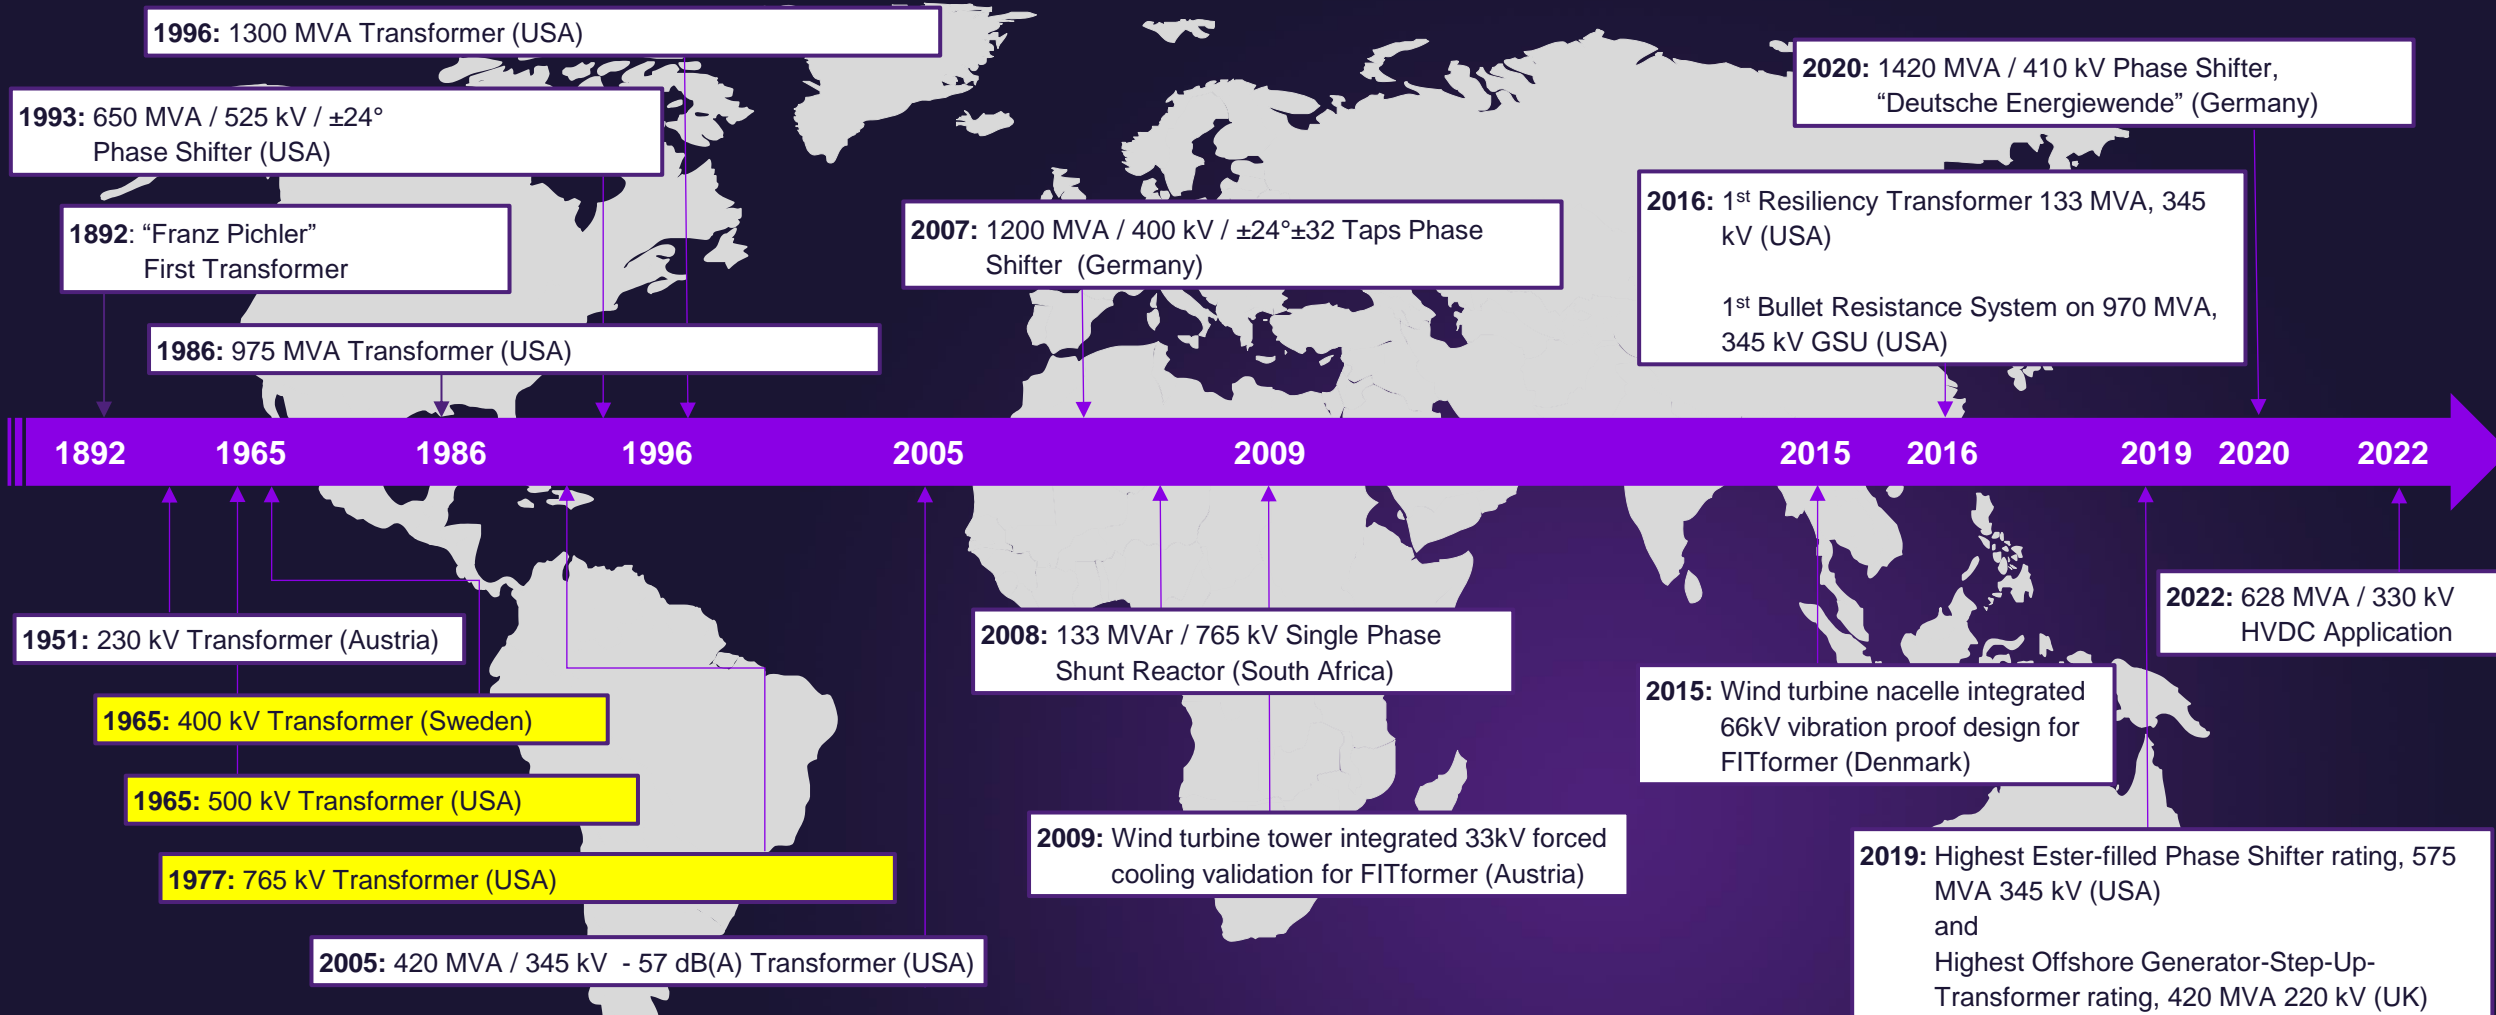 1996: 1300 MVA Transformer (USA)
1993: 650 MVA / 525 kV / ±24°
Phase Shifter (USA)
1892: “Franz Pichler”
First Transformer
1986: 975 MVA Transformer (USA)
2007: 1200 MVA / 400 kV / ±24°±32 Taps Phase
Shifter (Germany)
2020: 1420 MVA / 410 kV Phase Shifter,
“Deutsche Energiewende” (Germany)
2016: 1st Resiliency Transformer 133 MVA, 345
kV (USA)
1st Bullet Resistance System on 970 MVA,
345 kV GSU (USA)
1892 1965 1986 1996 2005 2009 2015 2016 2019 2020 2022
1951: 230 kV Transformer (Austria)
1965: 400 kV Transformer (Sweden)
1965: 500 kV Transformer (USA)
1977: 765 kV Transformer (USA)
2005: 420 MVA / 345 kV - 57 dB(A) Transformer (USA)
2008: 133 MVAr / 765 kV Single Phase
Shunt Reactor (South Africa)
2009: Wind turbine tower integrated 33kV forced
cooling validation for FITformer (Austria)
2015: Wind turbine nacelle integrated
66kV vibration proof design for
FITformer (Denmark)
2022: 628 MVA / 330 kV
HVDC Application
2019: Highest Ester-filled Phase Shifter rating, 575
MVA 345 kV (USA)
and
Highest Offshore Generator-Step-Up-
Transformer rating, 420 MVA 220 kV (UK)